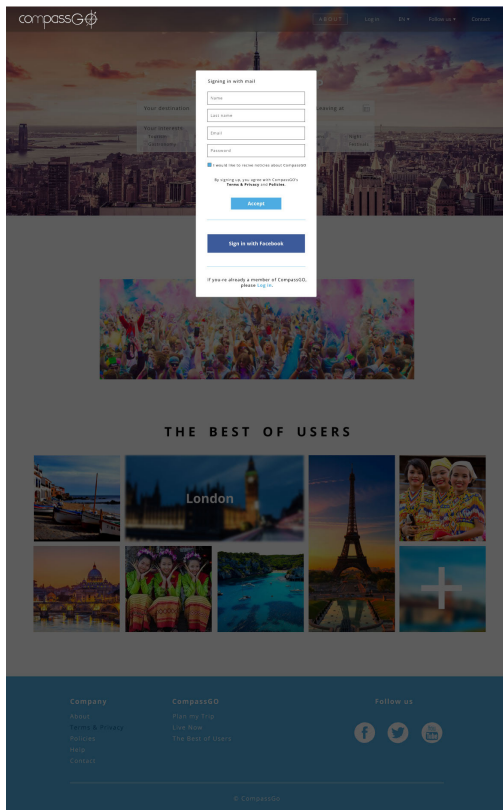 compassGO
ABOUT Log in EN ▾ Follow us ▾ Contact
Signing in with mail
Name
Last name
Email
Password
I would like to recive noticies about CompassGO
By signing up, you agree with CompassGO's
Terms & Privacy and Policies.
Accept
Sign in with Facebook
If you-re already a member of CompassGO,
please Log in.
Your destination
Leaving at
Your interests
THE BEST OF USERS
London
Company CompassGO Follow us
About Plan my Trip
Terms & Privacy Live Now
Policies The Best of Users
Help
Contact
© CompassGo